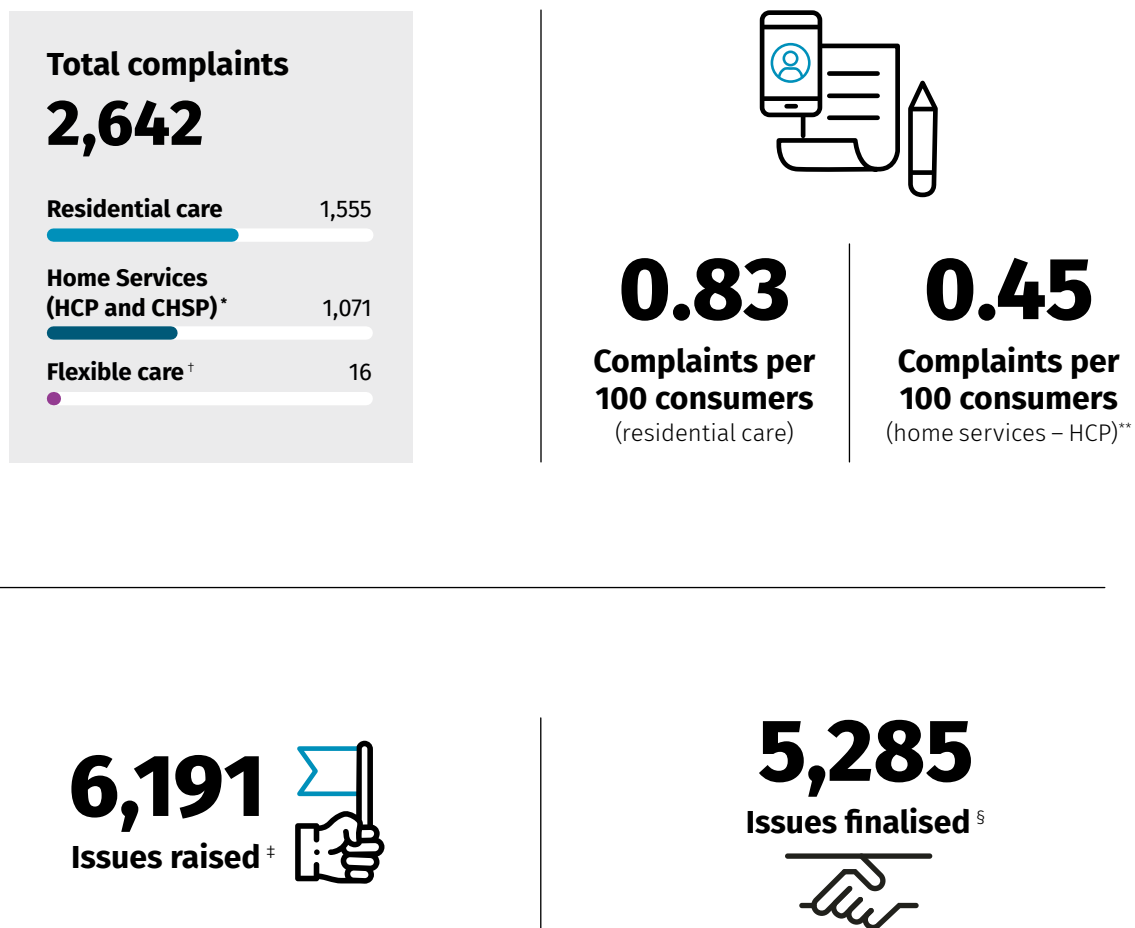 Total complaints
2,642
Residential care 1,555
Home Services
(HCP and CHSP)* 1,071
Flexible care† 16
0.83
Complaints per
100 consumers
(residential care)
0.45
Complaints per
100 consumers
(home services – HCP)**
6,191
Issues raised‡
5,285
Issues finalised§